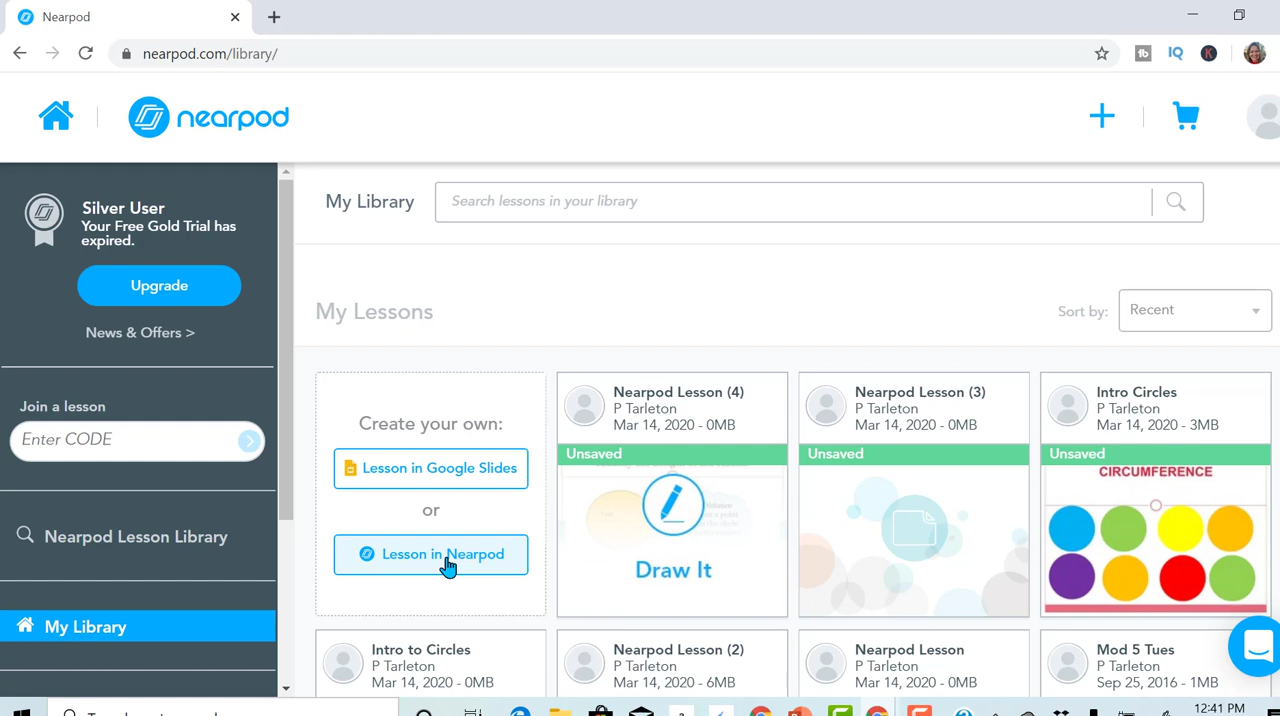 Nearpod
nearpod.com/library/
tb
IQ
K
nearpod
Silver User
Your Free Gold Trial has
expired.
Upgrade
News & Offers >
Join a lesson
Enter CODE
Nearpod Lesson Library
My Library
My Library
Search lessons in your library
My Lessons
Sort by:
Recent
Create your own:
Lesson in Google Slides
or
Lesson in Nearpod
Nearpod Lesson (4)
P Tarleton
Mar 14, 2020 - 0MB
Unsaved
Draw It
Nearpod Lesson (3)
P Tarleton
Mar 14, 2020 - 0MB
Unsaved
Intro Circles
P Tarleton
Mar 14, 2020 - 3MB
Unsaved
CIRCUMFERENCE
Intro to Circles
P Tarleton
Mar 14, 2020 - 0MB
Nearpod Lesson (2)
P Tarleton
Mar 14, 2020 - 6MB
Nearpod Lesson
P Tarleton
Mar 14, 2020 - 0MB
Mod 5 Tues
P Tarleton
Sep 25, 2016 - 1MB
12:41 PM